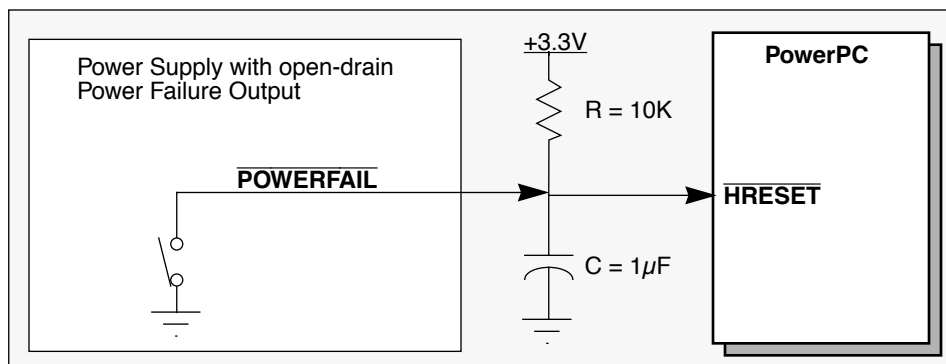 Power Supply with open-drain
Power Failure Output
POWERFAIL
+3.3V
R = 10K
C = 1µF
PowerPC
HRESET